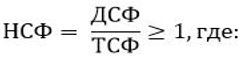 НСФ = ДСФ / ТСФ ≥ 1, где: